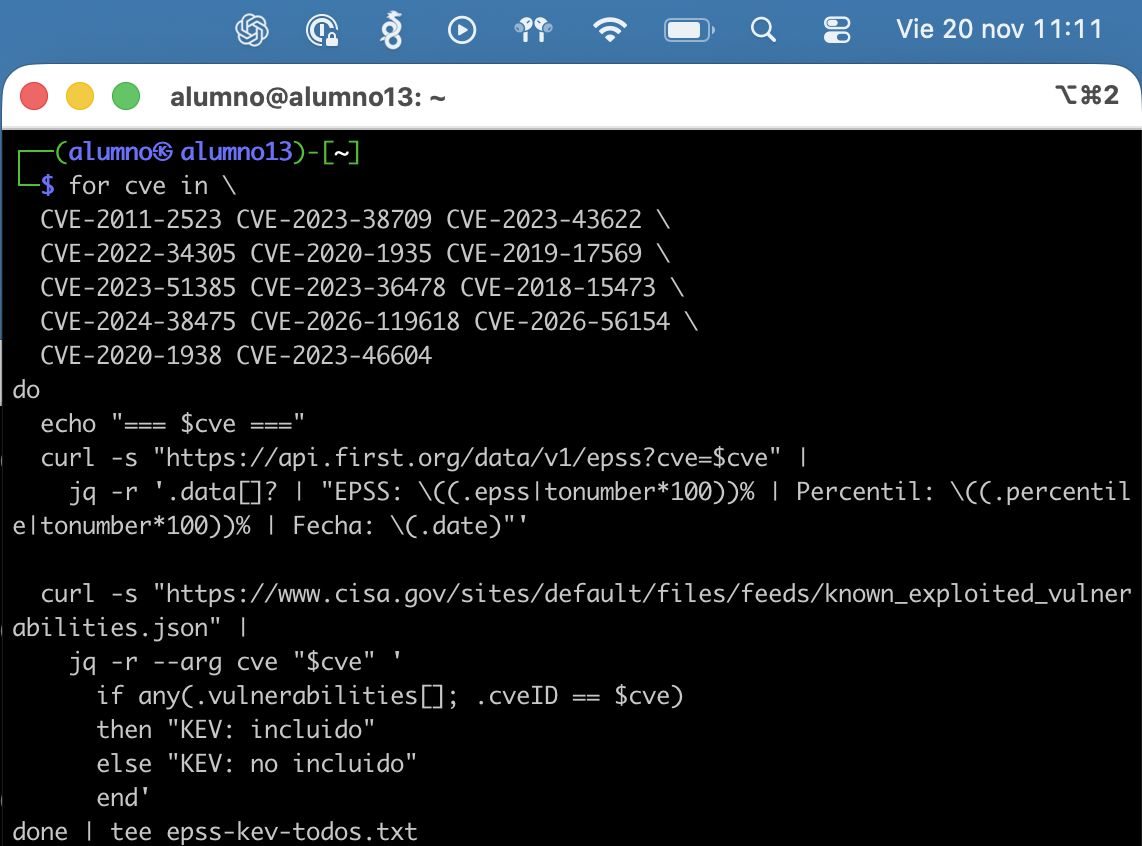 Vie 20 nov 11:11
alumno@alumno13: ~
⌥⌘2
┌──(alumno㉿ alumno13)-[~]
└─$ for cve in \
CVE-2011-2523 CVE-2023-38709 CVE-2023-43622 \
CVE-2022-34305 CVE-2020-1935 CVE-2019-17569 \
CVE-2023-51385 CVE-2023-36478 CVE-2018-15473 \
CVE-2024-38475 CVE-2026-119618 CVE-2026-56154 \
CVE-2020-1938 CVE-2023-46604
do
echo "=== $cve ==="
curl -s "https://api.first.org/data/v1/epss?cve=$cve" |
jq -r '.data[]? | "EPSS: \((.epss|tonumber*100))% | Percentil: \((.percentil
e|tonumber*100))% | Fecha: \(.date)"'
curl -s "https://www.cisa.gov/sites/default/files/feeds/known_exploited_vulner
abilities.json" |
jq -r --arg cve "$cve" '
if any(.vulnerabilities[]; .cveID == $cve)
then "KEV: incluido"
else "KEV: no incluido"
end'
done | tee epss-kev-todos.txt